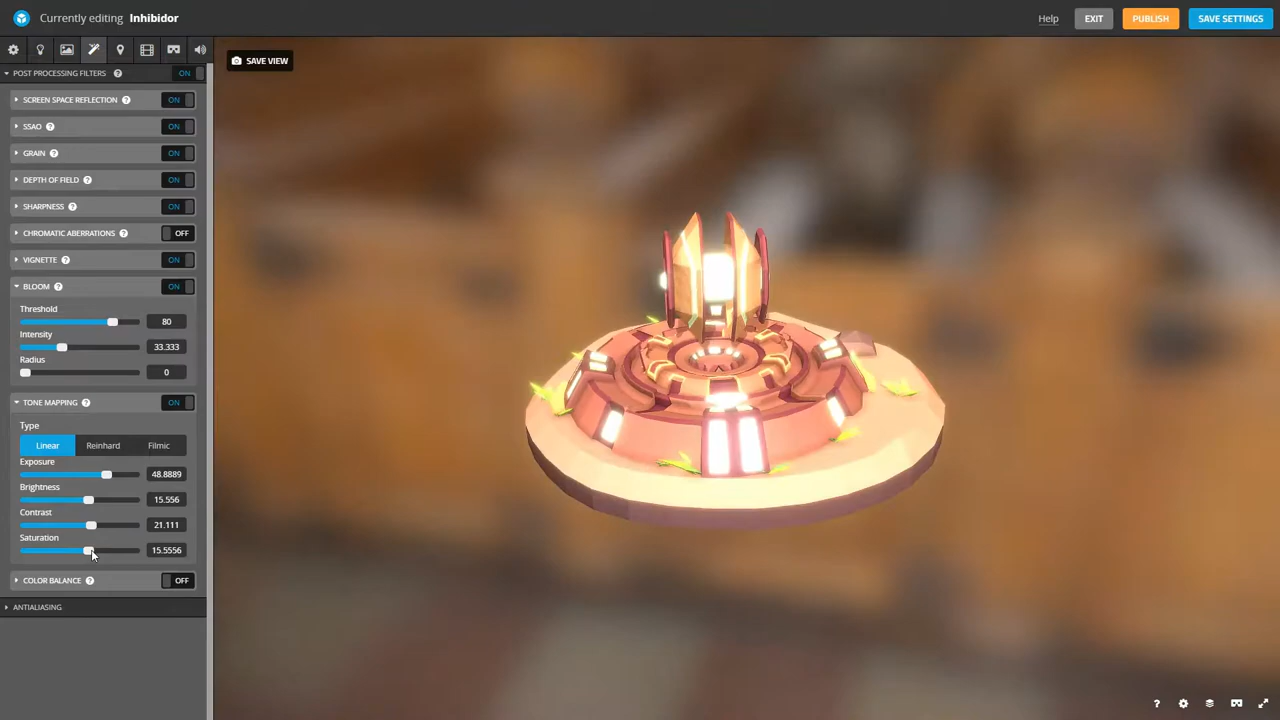 Currently editing Inhibidor
Help
EXIT
PUBLISH
SAVE SETTINGS
SAVE VIEW
POST PROCESSING FILTERS ? ON
SCREEN SPACE REFLECTION ? ON
SSAO ? ON
GRAIN ? ON
DEPTH OF FIELD ? ON
SHARPNESS ? ON
CHROMATIC ABERRATIONS ? OFF
VIGNETTE ? ON
BLOOM ? ON
Threshold
80
Intensity
33.333
Radius
0
TONE MAPPING ? ON
Type
Linear Reinhard Filmic
Exposure
48.8889
Brightness
15.556
Contrast
21.111
Saturation
15.5556
COLOR BALANCE ? OFF
ANTIALIASING
?